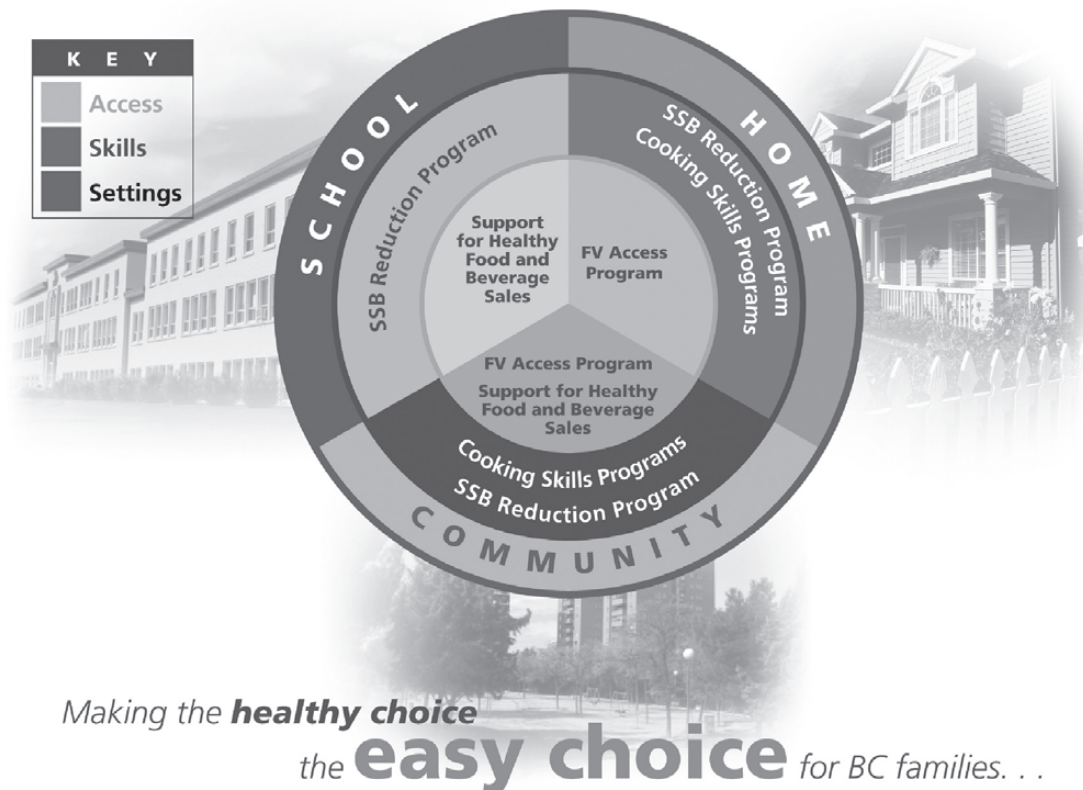 KEY
Access
Skills
Settings
SCHOOL
HOME
COMMUNITY
SSB Reduction Program
SSB Reduction Program
Cooking Skills Programs
Support
for Healthy
Food and
Beverage
Sales
FV Access
Program
FV Access Program
Support for Healthy
Food and Beverage
Sales
Cooking Skills Programs
SSB Reduction Program
Making the healthy choice
the easy choice for BC families. . .